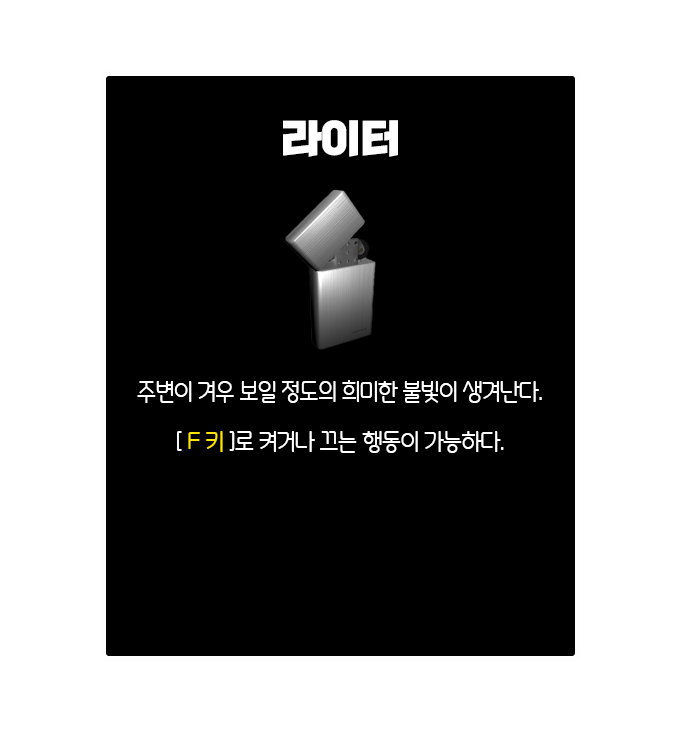 라이터
주변이 겨우 보일 정도의 희미한 불빛이 생겨난다.
[ F 키 ]로 켜거나 끄는 행동이 가능하다.